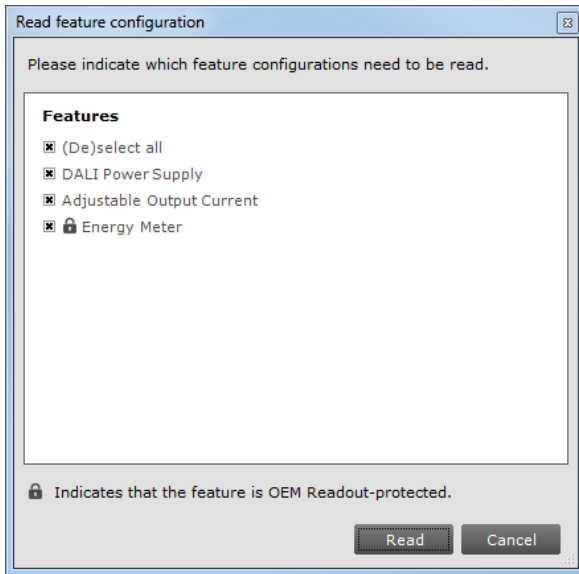 Read feature configuration
Please indicate which feature configurations need to be read.
Features
(De)select all
DALI Power Supply
Adjustable Output Current
Energy Meter
Indicates that the feature is OEM Readout-protected.
Read Cancel